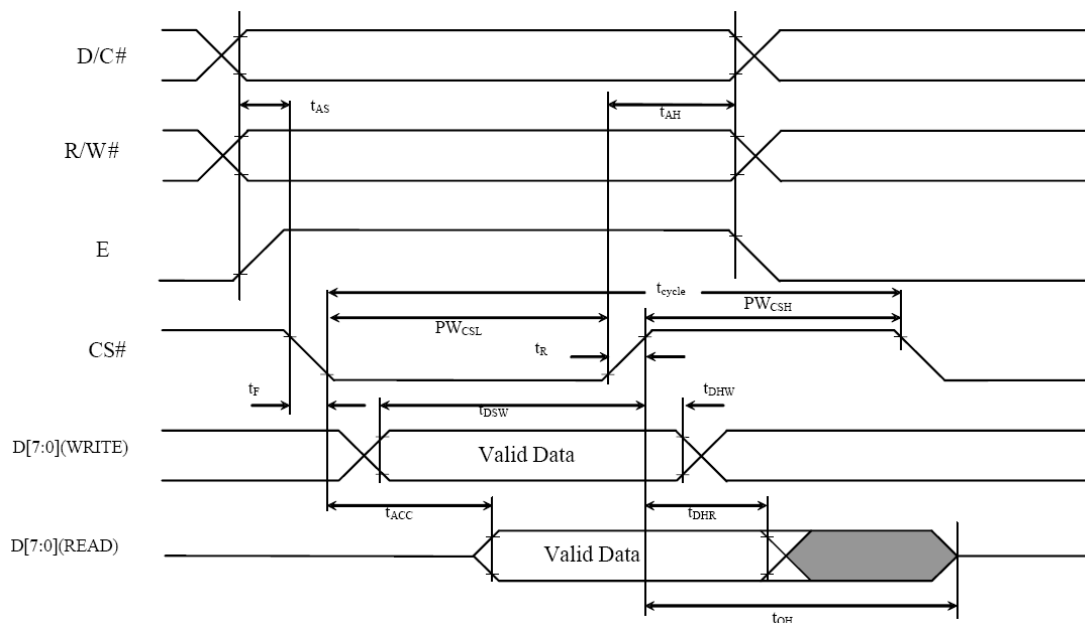 D/C#
tAS
tAH
R/W#
E
tcycle
PWCSL
PWCSH
CS#
tR
tF
tDSW
tDHW
D[7:0](WRITE)
Valid Data
tACC
tDHR
D[7:0](READ)
Valid Data
tOH